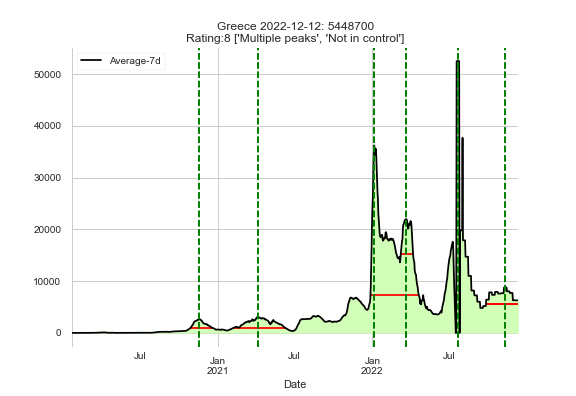 Greece 2022-12-12: 5448700
Rating:8 ['Multiple peaks', 'Not in control']
Average-7d
50000
40000
30000
20000
10000
0
Jul
Jan
2021
Jul
Jan
2022
Jul
Date